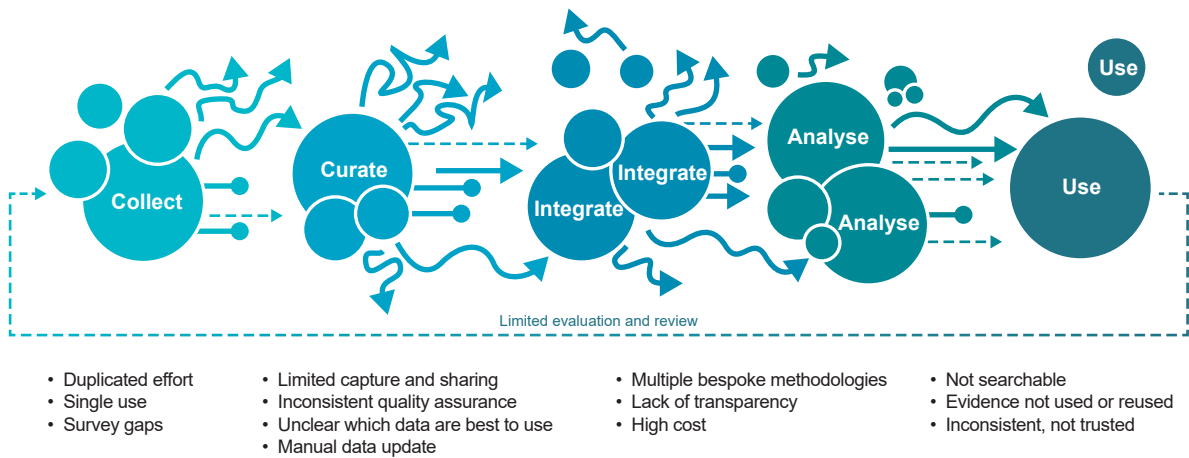 Collect
Curate
Integrate
Integrate
Analyse
Analyse
Use
Use
Limited evaluation and review
• Duplicated effort
• Single use
• Survey gaps
• Limited capture and sharing
• Inconsistent quality assurance
• Unclear which data are best to use
• Manual data update
• Multiple bespoke methodologies
• Lack of transparency
• High cost
• Not searchable
• Evidence not used or reused
• Inconsistent, not trusted